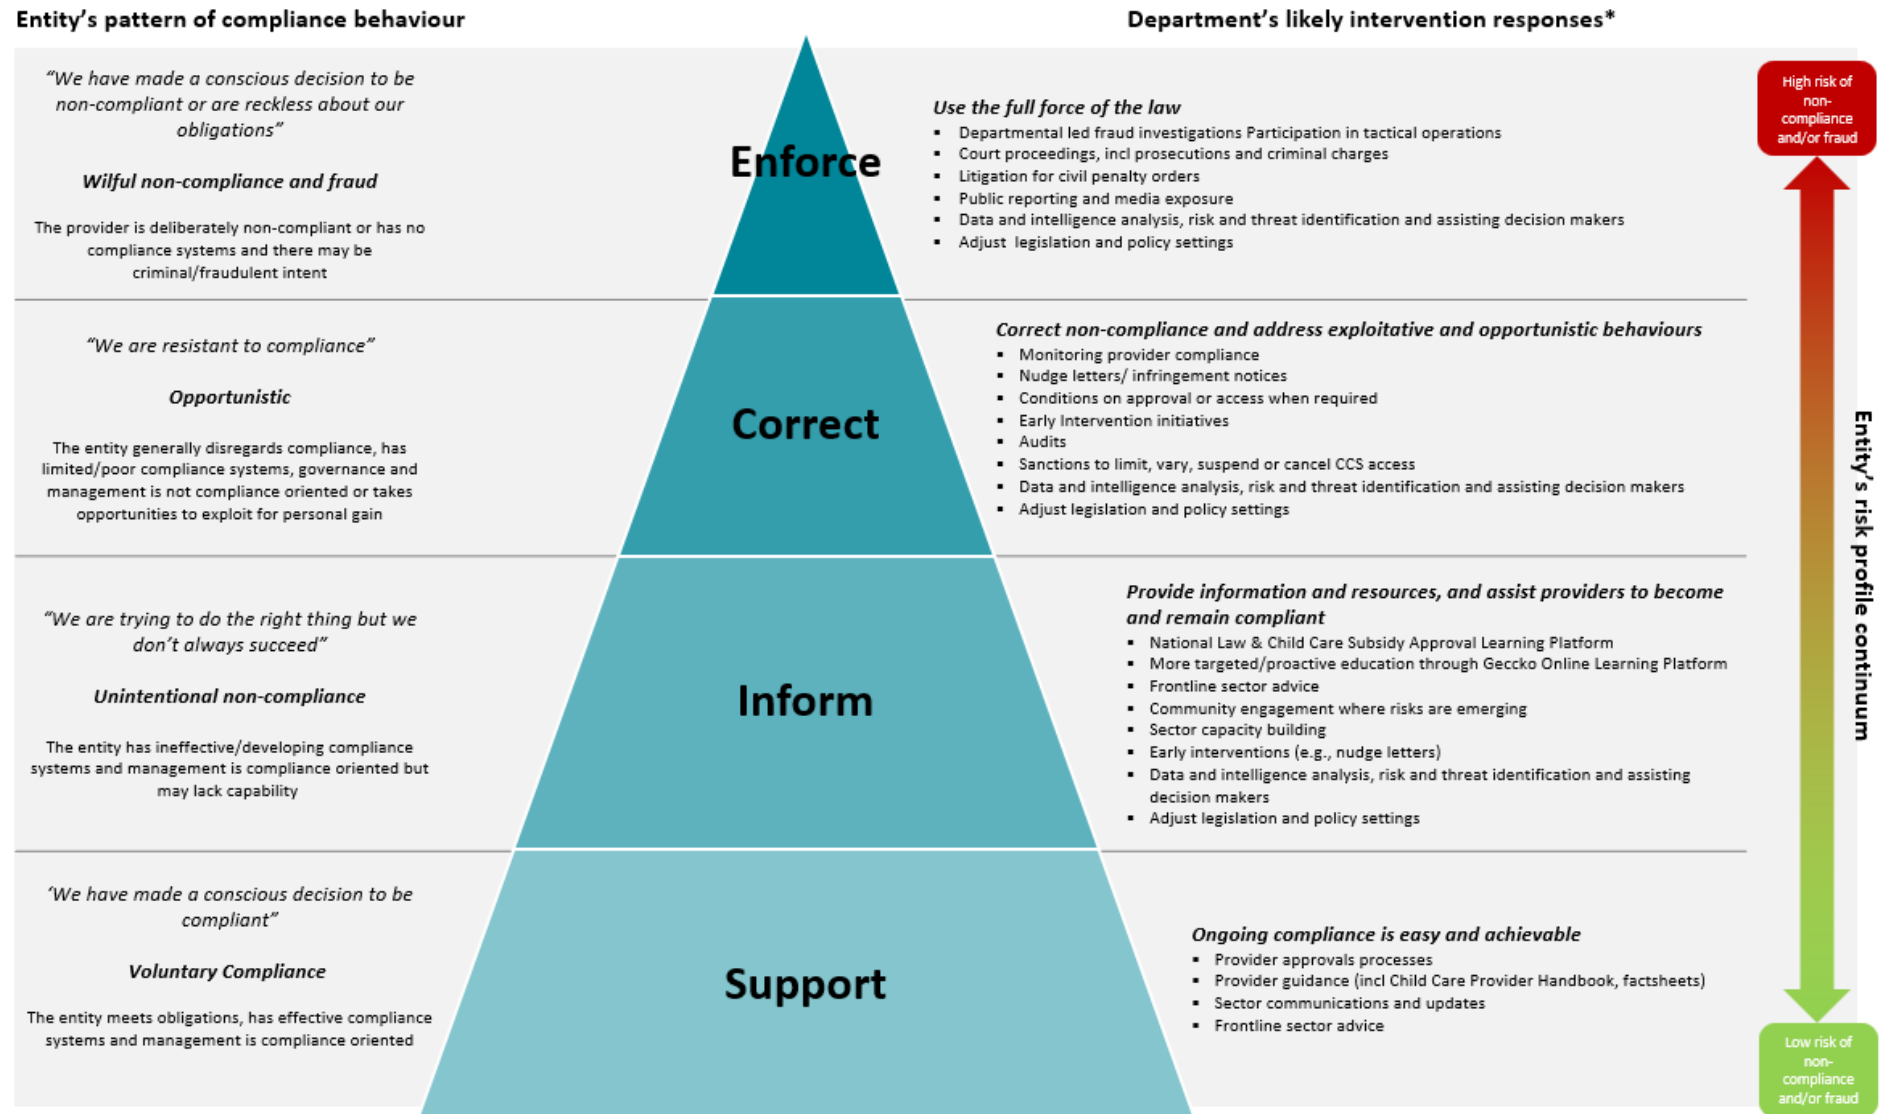 Entity’s pattern of compliance behaviour
Department’s likely intervention responses*
“We have made a conscious decision to be
non-compliant or are reckless about our
obligations”
Wilful non-compliance and fraud
The provider is deliberately non-compliant or has no
compliance systems and there may be
criminal/fraudulent intent
Enforce
Use the full force of the law
▪ Departmental led fraud investigations Participation in tactical operations
▪ Court proceedings, incl prosecutions and criminal charges
▪ Litigation for civil penalty orders
▪ Public reporting and media exposure
▪ Data and intelligence analysis, risk and threat identification and assisting decision makers
▪ Adjust legislation and policy settings
“We are resistant to compliance”
Opportunistic
The entity generally disregards compliance, has
limited/poor compliance systems, governance and
management is not compliance oriented or takes
opportunities to exploit for personal gain
Correct
Correct non-compliance and address exploitative and opportunistic behaviours
▪ Monitoring provider compliance
▪ Nudge letters/ infringement notices
▪ Conditions on approval or access when required
▪ Early Intervention initiatives
▪ Audits
▪ Sanctions to limit, vary, suspend or cancel CCS access
▪ Data and intelligence analysis, risk and threat identification and assisting decision makers
▪ Adjust legislation and policy settings
“We are trying to do the right thing but we
don’t always succeed”
Unintentional non-compliance
The entity has ineffective/developing compliance
systems and management is compliance oriented but
may lack capability
Inform
Provide information and resources, and assist providers to become
and remain compliant
▪ National Law & Child Care Subsidy Approval Learning Platform
▪ More targeted/proactive education through Geccko Online Learning Platform
▪ Frontline sector advice
▪ Community engagement where risks are emerging
▪ Sector capacity building
▪ Early interventions (e.g., nudge letters)
▪ Data and intelligence analysis, risk and threat identification and assisting
decision makers
▪ Adjust legislation and policy settings
‘We have made a conscious decision to be
compliant”
Voluntary Compliance
The entity meets obligations, has effective compliance
systems and management is compliance oriented
Support
Ongoing compliance is easy and achievable
▪ Provider approvals processes
▪ Provider guidance (incl Child Care Provider Handbook, factsheets)
▪ Sector communications and updates
▪ Frontline sector advice
High risk of
non-
compliance
and/or fraud
Entity’s risk profile continuum
Low risk of
non-
compliance
and/or fraud